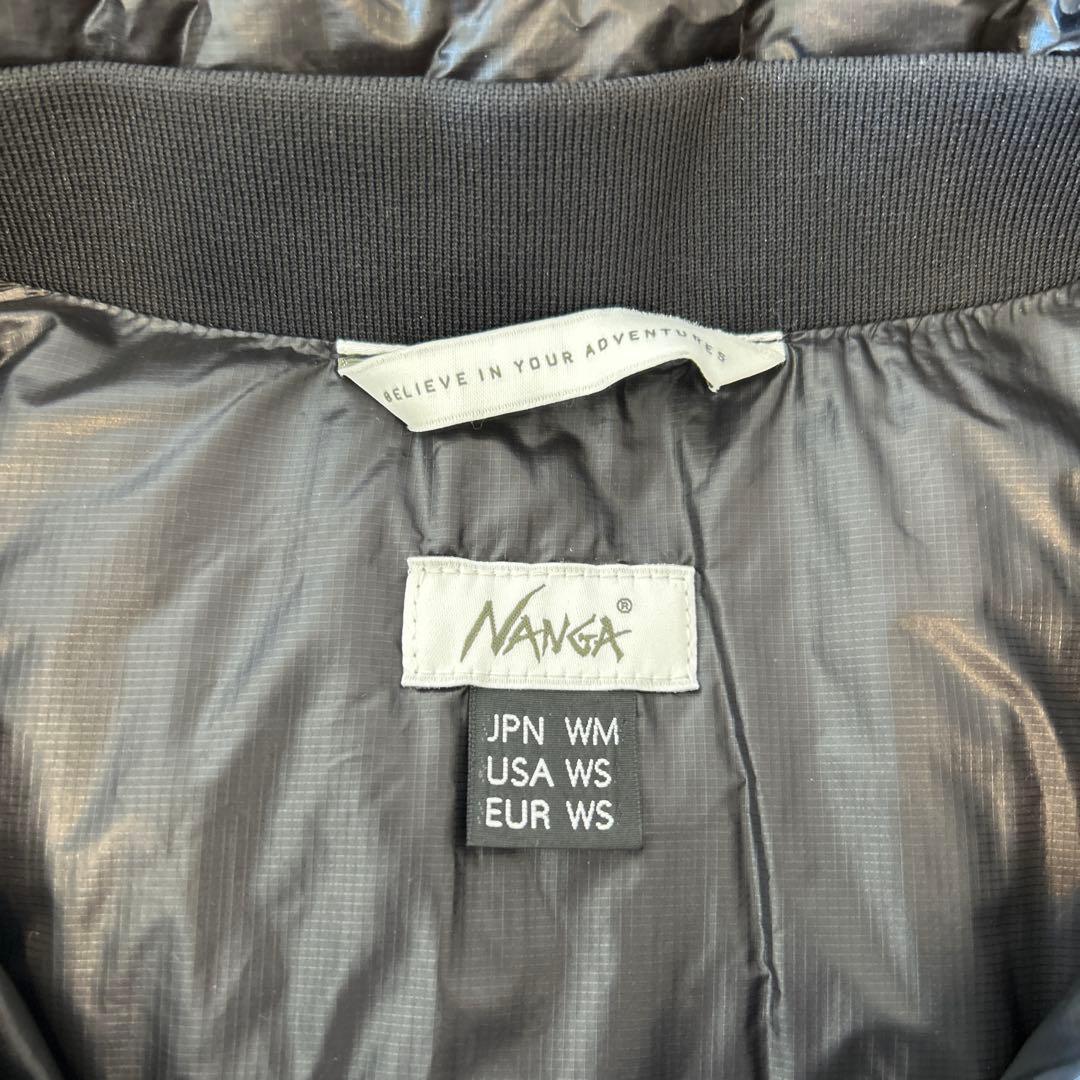 BELIEVE IN YOUR ADVENTURES
NANGA®
JPN WM
USA WS
EUR WS